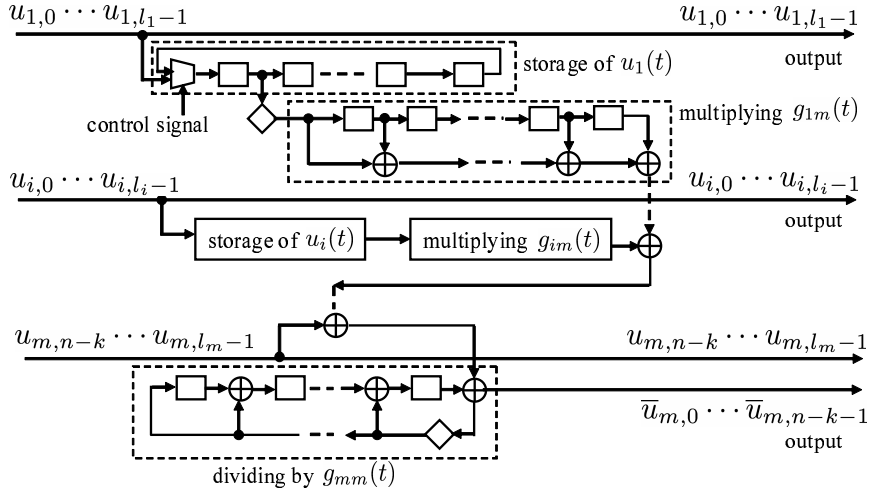 u_{1,0} ⋯ u_{1,l_1−1} u_{1,0} ⋯ u_{1,l_1−1}
output
storage of u_1(t)
control signal
multiplying g_{1m}(t)
u_{i,0} ⋯ u_{i,l_i−1} u_{i,0} ⋯ u_{i,l_i−1}
output
storage of u_i(t) multiplying g_{im}(t)
u_{m,n−k} ⋯ u_{m,l_m−1} u_{m,n−k} ⋯ u_{m,l_m−1}
u̅_{m,0} ⋯ u̅_{m,n−k−1}
output
dividing by g_{mm}(t)